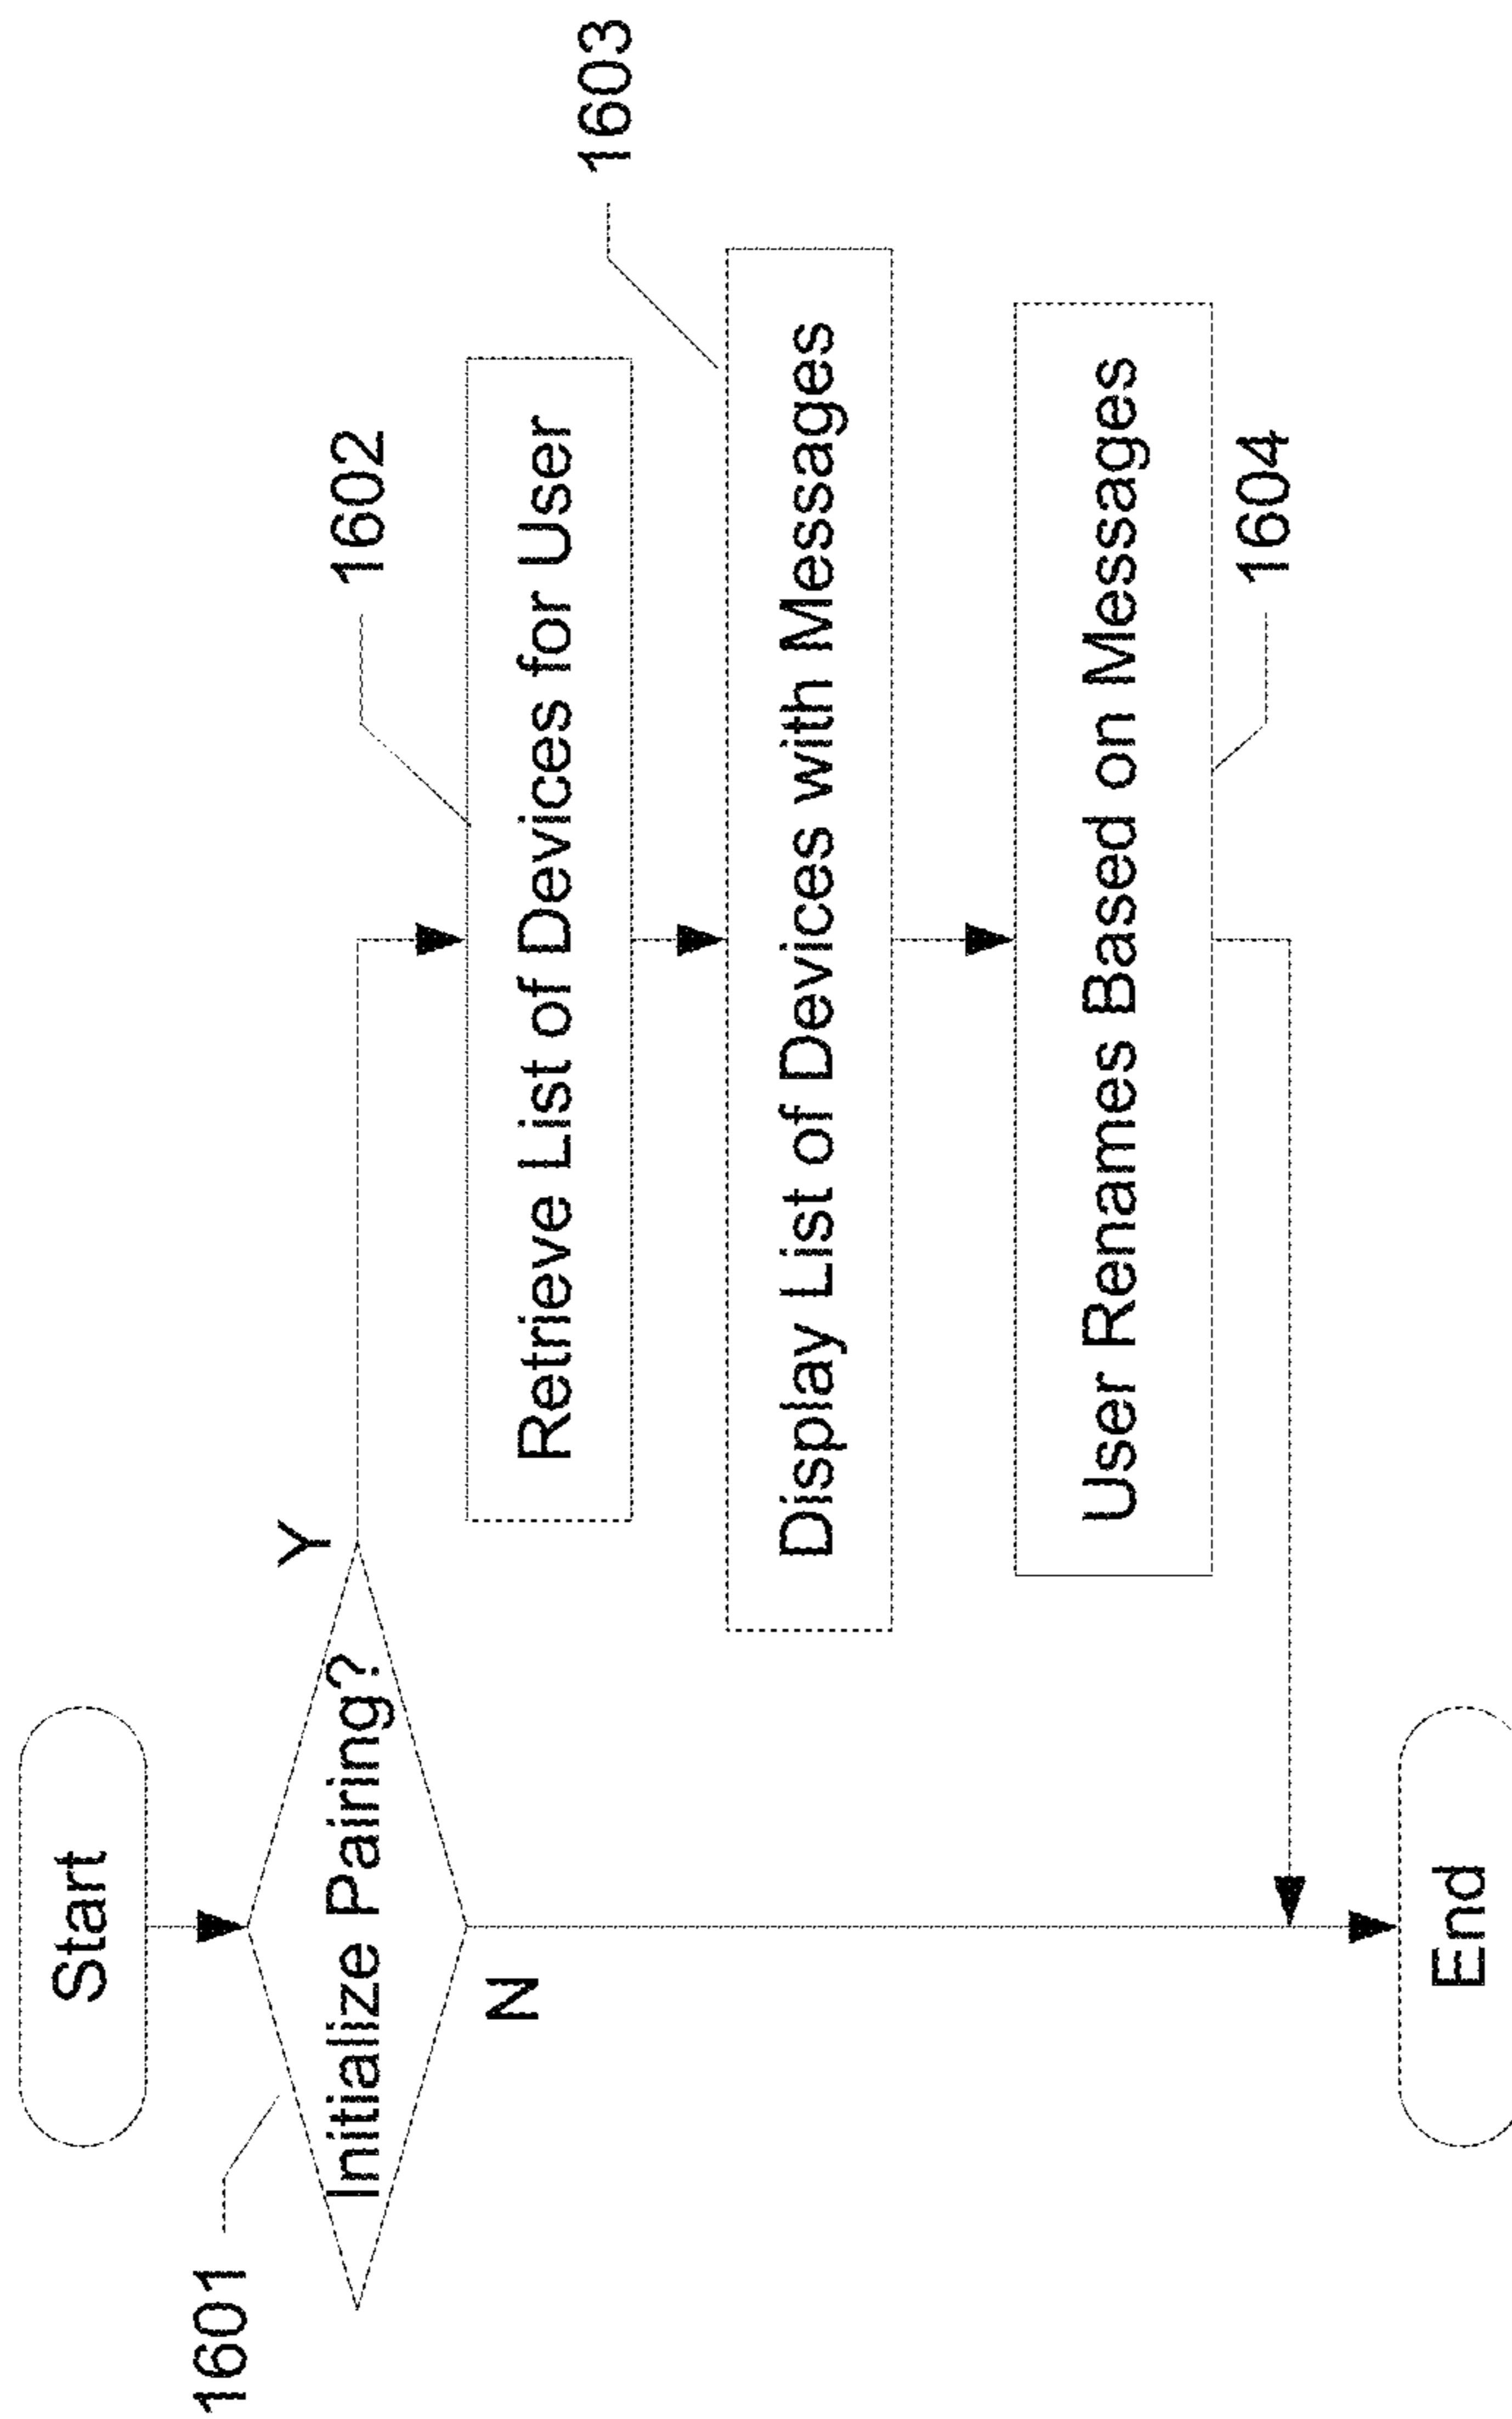 Start
1601
Initialize Pairing?
Y
N
1602
Retrieve List of Devices for User
1603
Display List of Devices with Messages
User Renames Based on Messages
1604
End